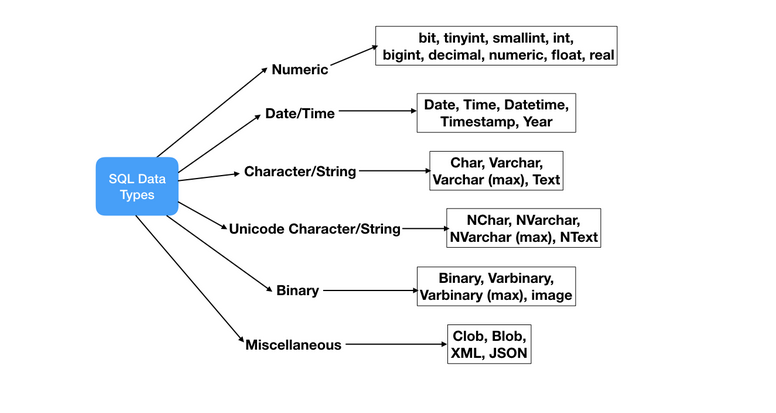 bit, tinyint, smallint, int,
bigint, decimal, numeric, float, real
Numeric
Date, Time, Datetime,
Timestamp, Year
Date/Time
Char, Varchar,
Varchar (max), Text
Character/String
SQL Data
Types
NChar, NVarchar,
NVarchar (max), NText
Unicode Character/String
Binary, Varbinary,
Varbinary (max), image
Binary
Clob, Blob,
XML, JSON
Miscellaneous